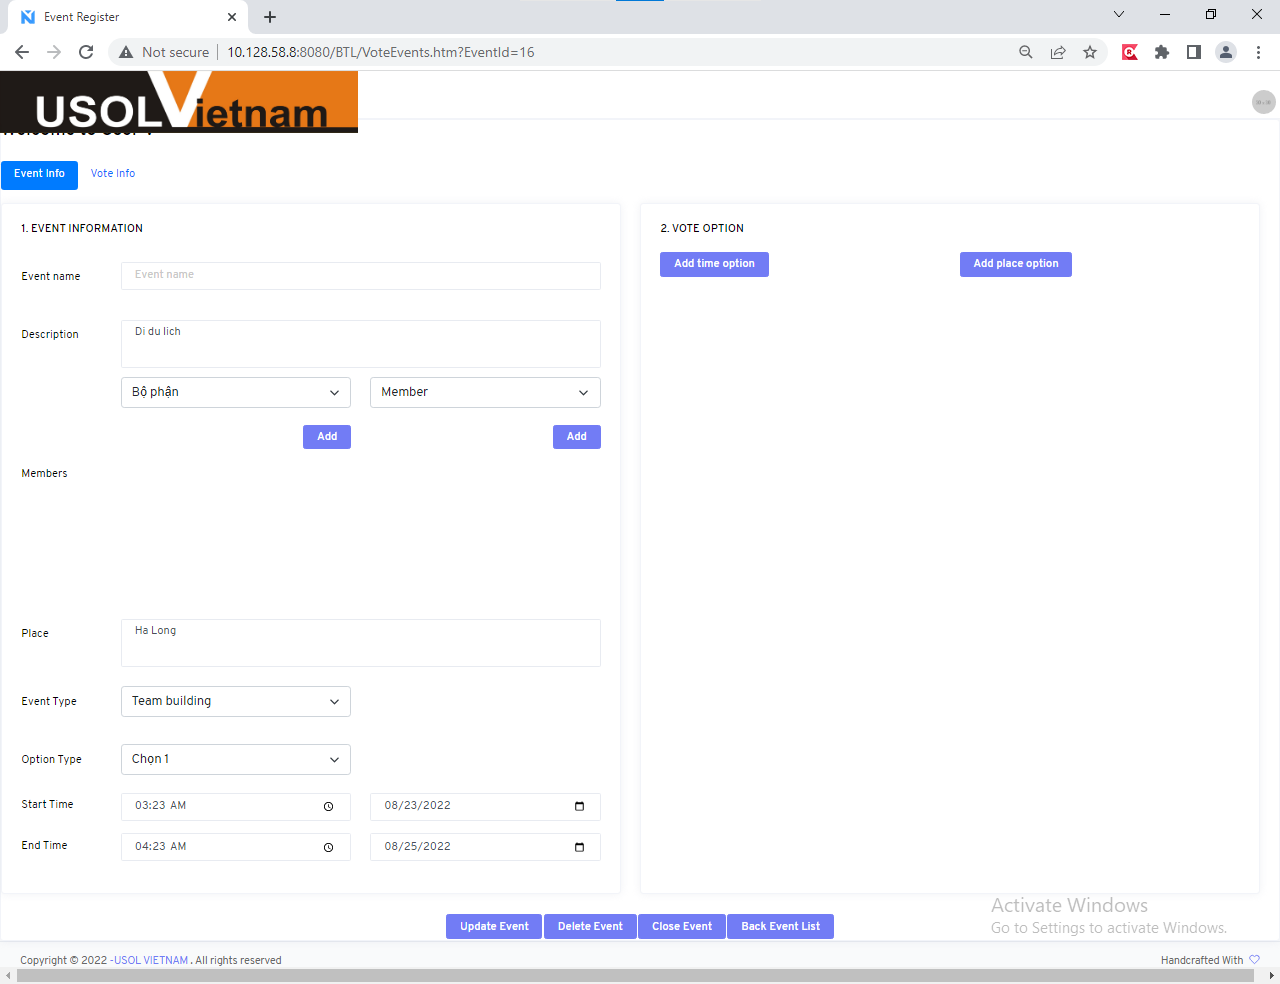 Event Register
Not secure
10.128.58.8:8080/BTL/VoteEvents.htm?EventId=16
USOL Vietnam
Event Info
Vote Info
1. EVENT INFORMATION
Event name
Event name
Description
Di du lich
Bộ phận
Member
Add
Add
Members
Place
Ha Long
Event Type
Team building
Option Type
Chọn 1
Start Time
03:23 AM
08/23/2022
End Time
04:23 AM
08/25/2022
2. VOTE OPTION
Add time option
Add place option
Update Event
Delete Event
Close Event
Back Event List
Activate Windows
Go to Settings to activate Windows.
Copyright © 2022 -USOL VIETNAM . All rights reserved
Handcrafted With